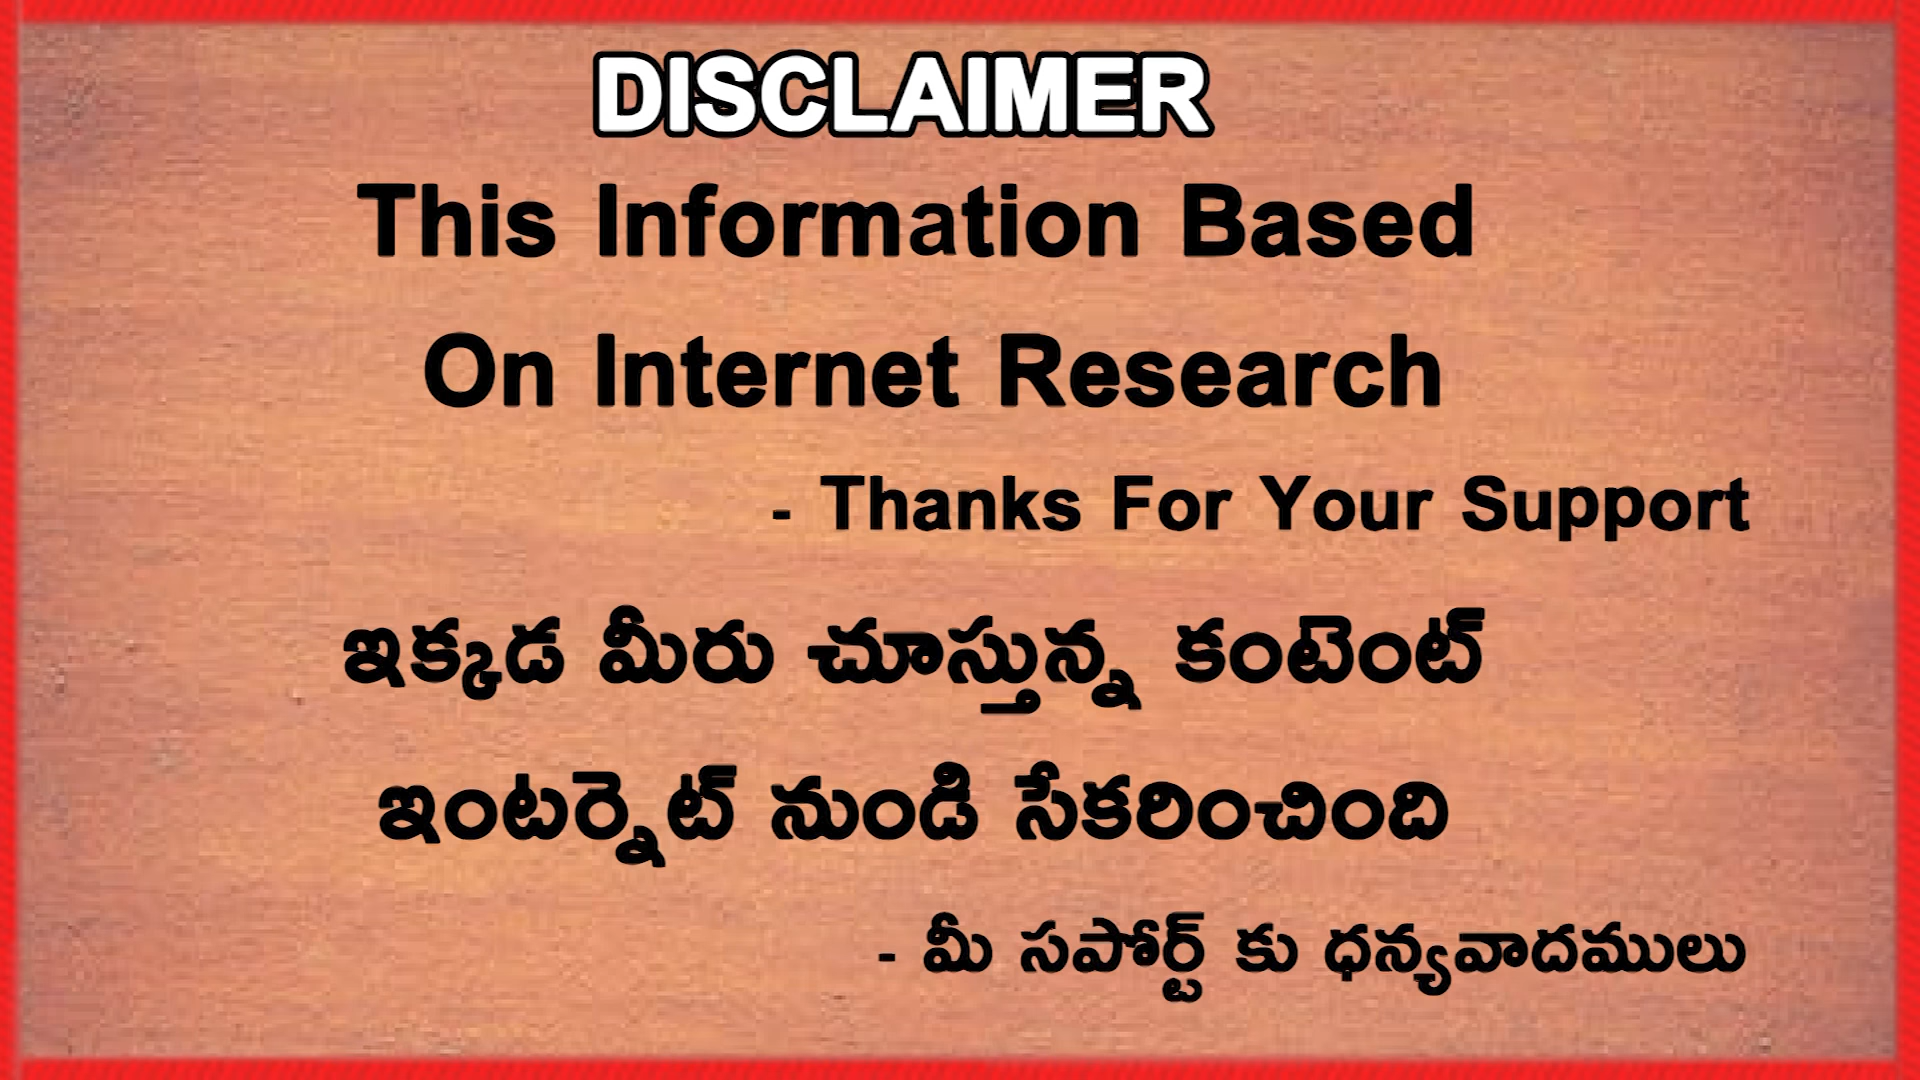 DISCLAIMER
This Information Based
On Internet Research
- Thanks For Your Support
ఇక్కడ మీరు చూస్తున్న కంటెంట్
ఇంటర్నెట్ నుండి సేకరించింది
- మీ సపోర్ట్ కు ధన్యవాదములు